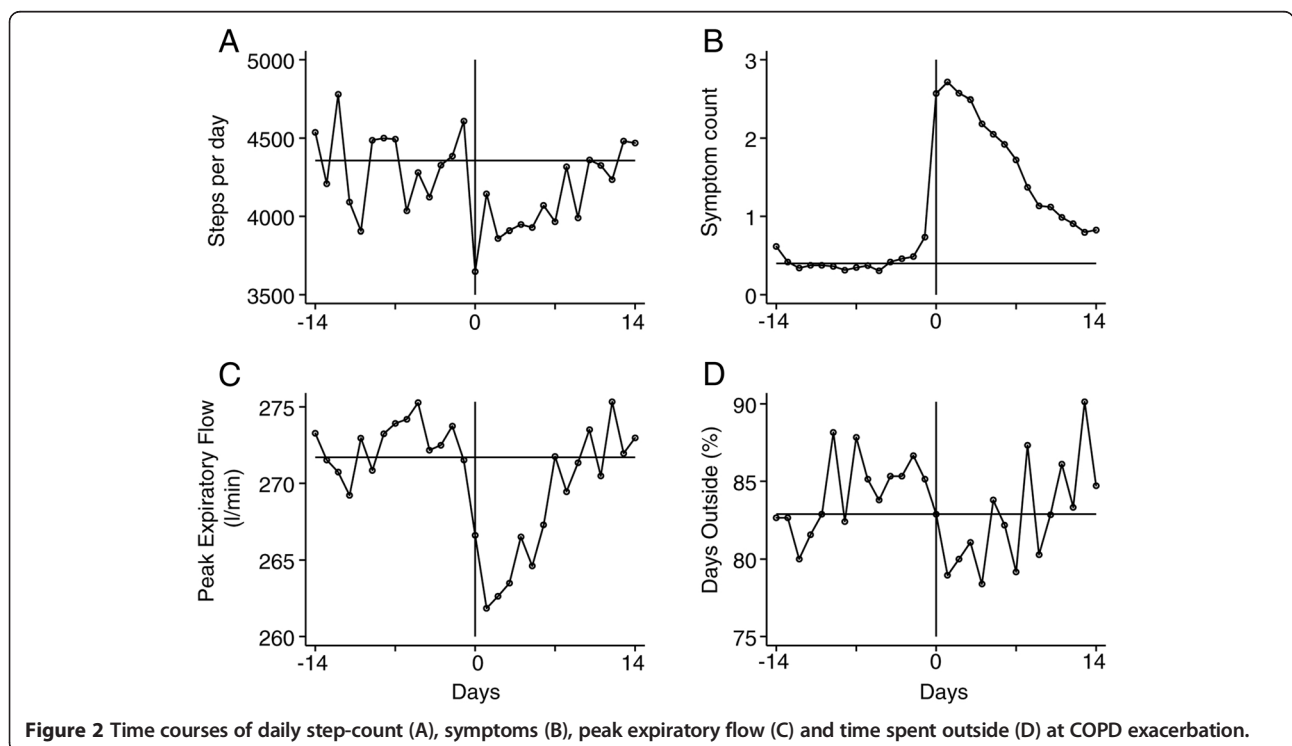 A
5000
4500
4000
3500
Steps per day
-14
0
14
B
3
2
1
0
Symptom count
-14
0
14
C
275
270
265
260
Peak Expiratory Flow
(l/min)
-14
0
14
Days
D
90
85
80
75
Days Outside (%)
-14
0
14
Days
Figure 2 Time courses of daily step-count (A), symptoms (B), peak expiratory flow (C) and time spent outside (D) at COPD exacerbation.